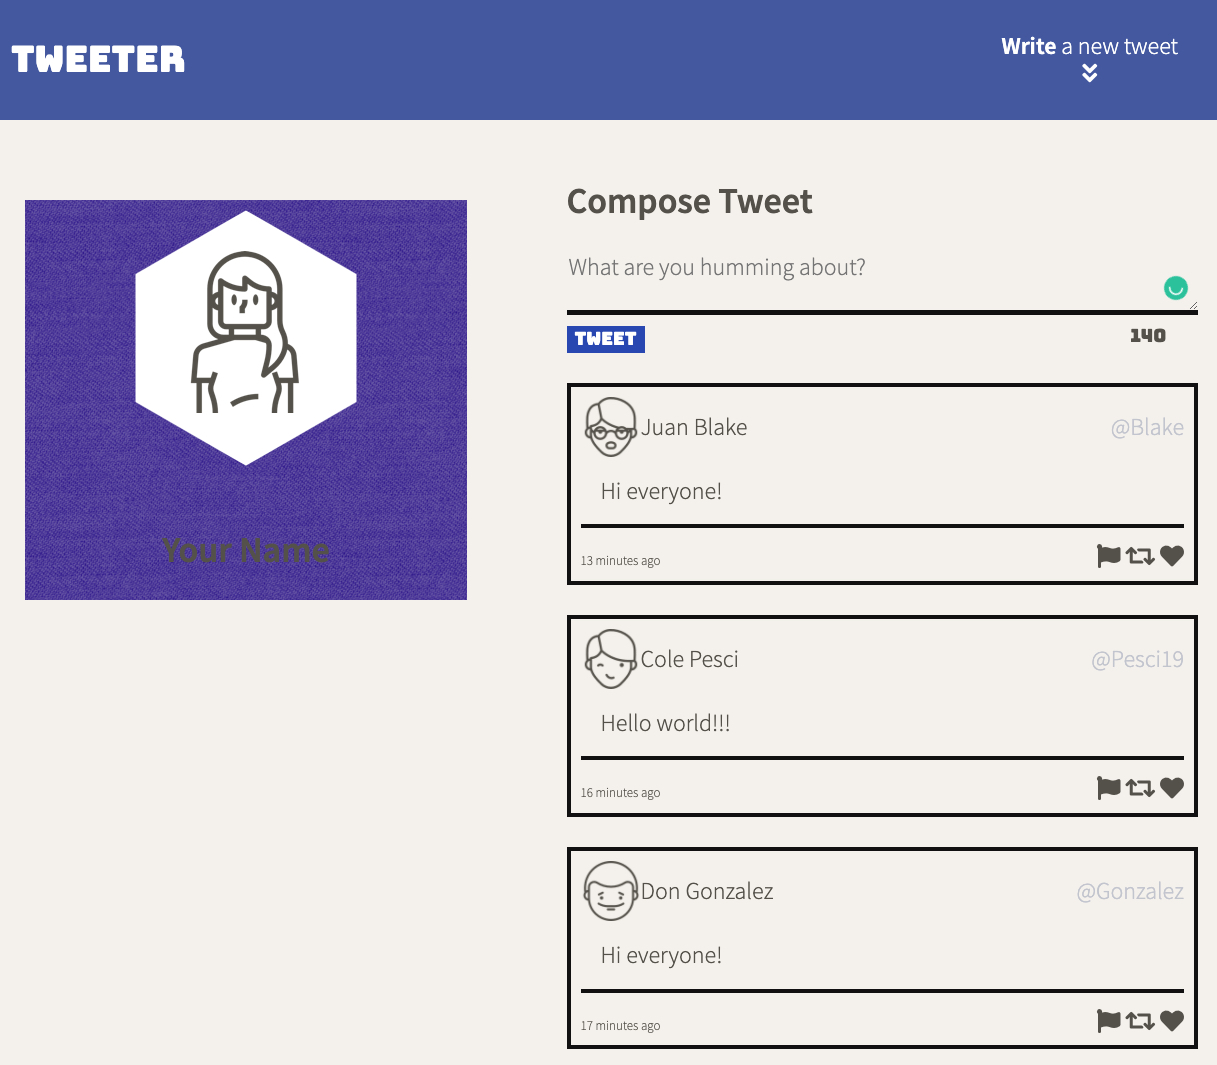 TWEETER
Write a new tweet
Your Name
Compose Tweet
What are you humming about?
TWEET
140
Juan Blake
@Blake
Hi everyone!
13 minutes ago
Cole Pesci
@Pesci19
Hello world!!!
16 minutes ago
Don Gonzalez
@Gonzalez
Hi everyone!
17 minutes ago